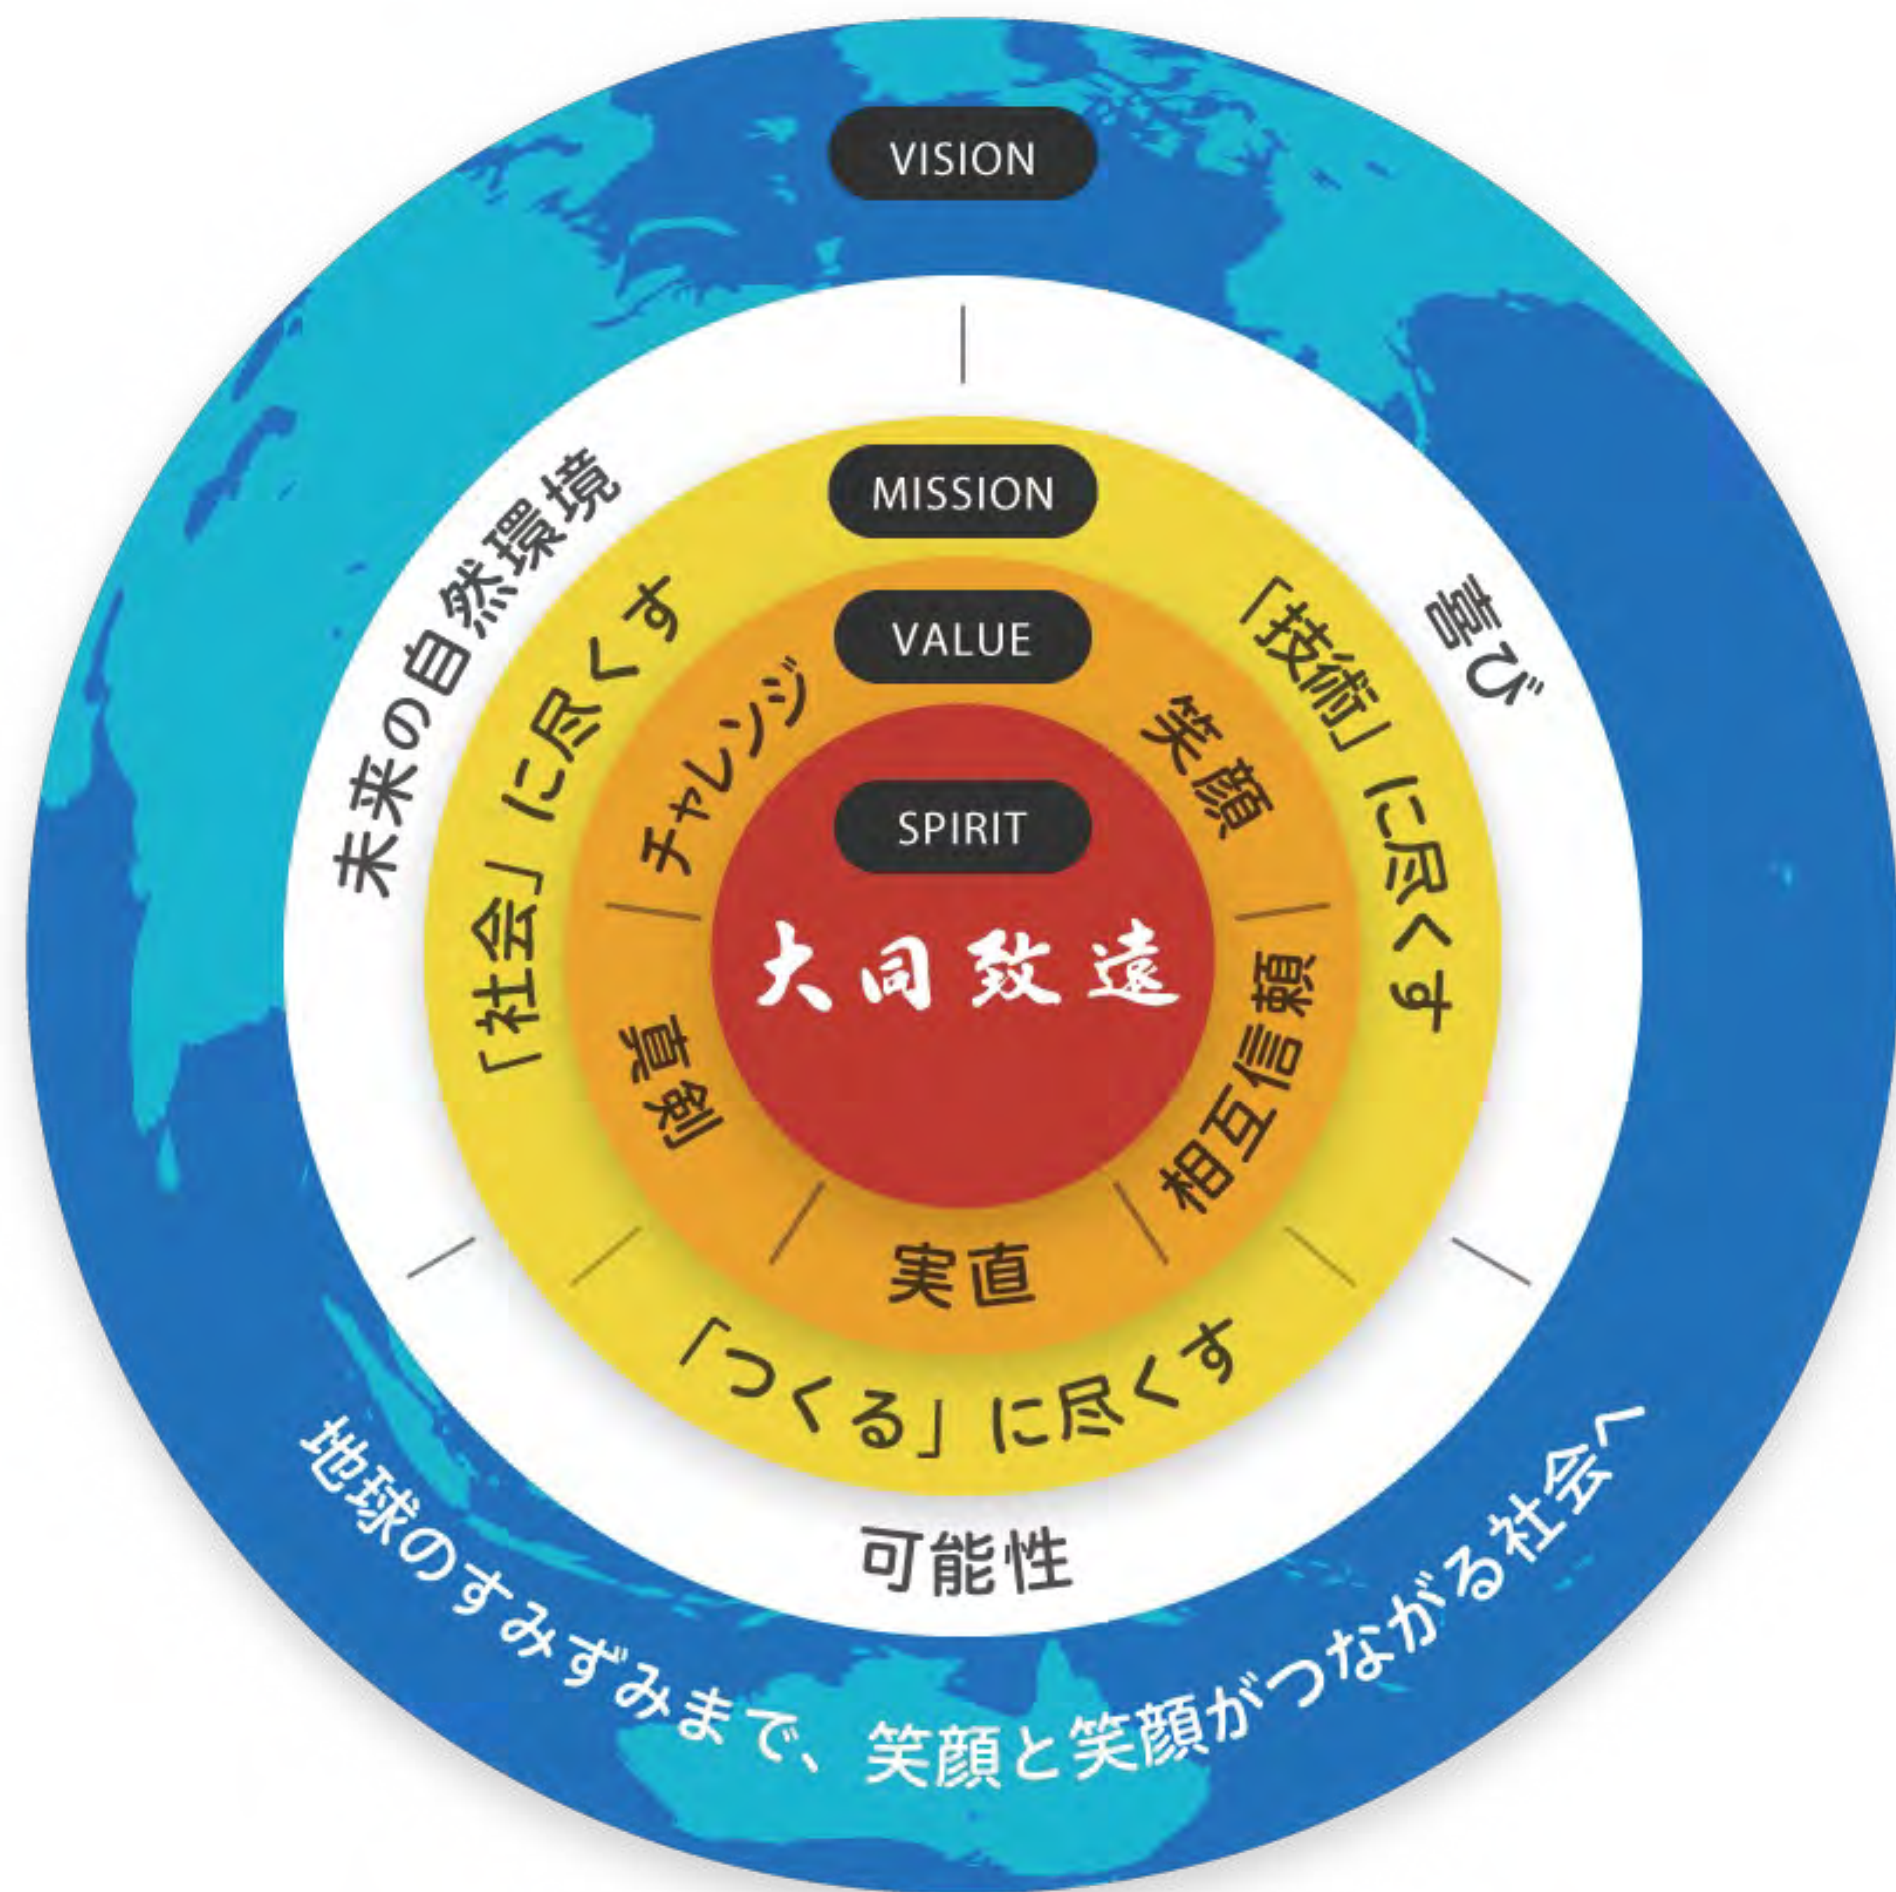 VISION
地球のすみずみまで、笑顔と笑顔がつながる社会へ
未来の自然環境
喜び
可能性
MISSION
「社会」に尽くす
「技術」に尽くす
「つくる」に尽くす
VALUE
チャレンジ
笑顔
相互信頼
実直
真剣
SPIRIT
大同致遠